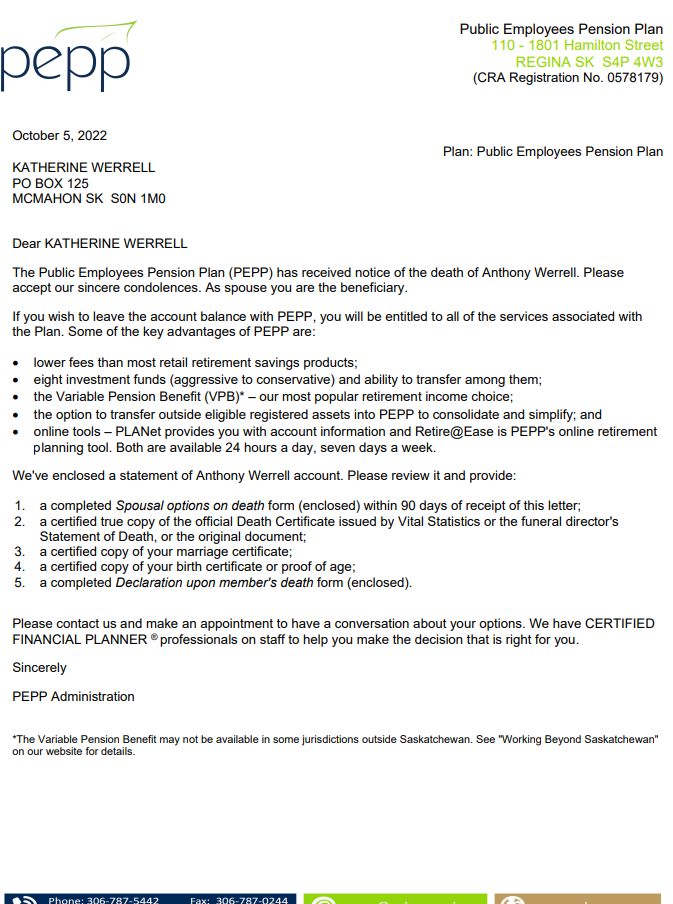 pepp
Public Employees Pension Plan
110 - 1801 Hamilton Street
REGINA SK S4P 4W3
(CRA Registration No. 0578179)
October 5, 2022
Plan: Public Employees Pension Plan
KATHERINE WERRELL
PO BOX 125
MCMAHON SK S0N 1M0
Dear KATHERINE WERRELL
The Public Employees Pension Plan (PEPP) has received notice of the death of Anthony Werrell. Please
accept our sincere condolences. As spouse you are the beneficiary.
If you wish to leave the account balance with PEPP, you will be entitled to all of the services associated with
the Plan. Some of the key advantages of PEPP are:
• lower fees than most retail retirement savings products;
• eight investment funds (aggressive to conservative) and ability to transfer among them;
• the Variable Pension Benefit (VPB)* – our most popular retirement income choice;
• the option to transfer outside eligible registered assets into PEPP to consolidate and simplify; and
• online tools – PLANet provides you with account information and Retire@Ease is PEPP's online retirement
planning tool. Both are available 24 hours a day, seven days a week.
We've enclosed a statement of Anthony Werrell account. Please review it and provide:
1. a completed Spousal options on death form (enclosed) within 90 days of receipt of this letter;
2. a certified true copy of the official Death Certificate issued by Vital Statistics or the funeral director's
Statement of Death, or the original document;
3. a certified copy of your marriage certificate;
4. a certified copy of your birth certificate or proof of age;
5. a completed Declaration upon member's death form (enclosed).
Please contact us and make an appointment to have a conversation about your options. We have CERTIFIED
FINANCIAL PLANNER ® professionals on staff to help you make the decision that is right for you.
Sincerely
PEPP Administration
*The Variable Pension Benefit may not be available in some jurisdictions outside Saskatchewan. See "Working Beyond Saskatchewan"
on our website for details.
Phone: 306-787-5442 Fax: 306-787-0244